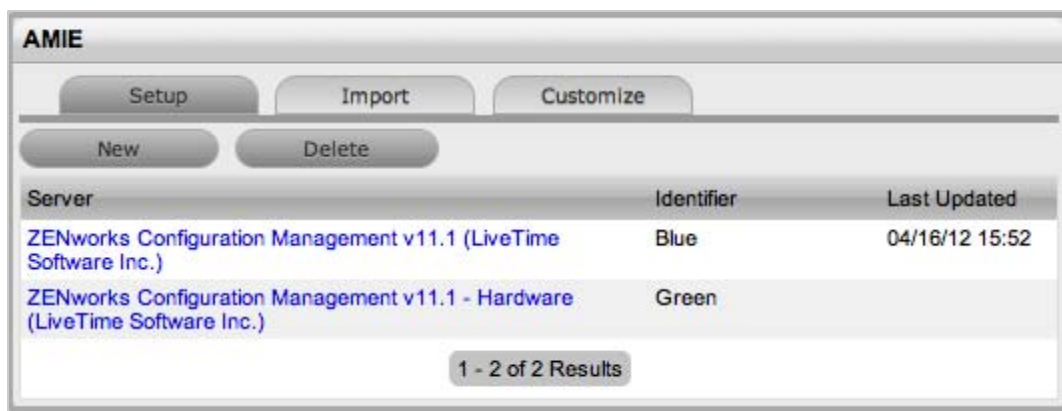 AMIE
Setup Import Customize
New Delete
Server Identifier Last Updated
ZENworks Configuration Management v11.1 (LiveTime Blue 04/16/12 15:52
Software Inc.)
ZENworks Configuration Management v11.1 - Hardware Green
(LiveTime Software Inc.)
1 - 2 of 2 Results